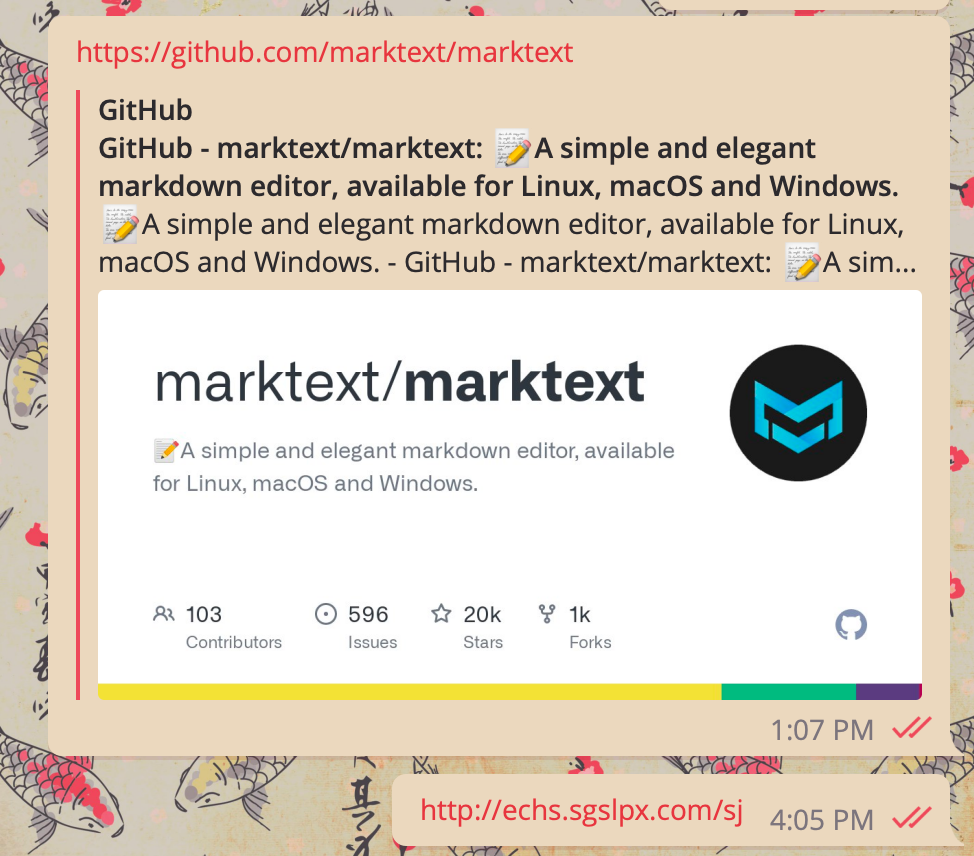 https://github.com/marktext/marktext
GitHub
GitHub - marktext/marktext: 📝A simple and elegant
markdown editor, available for Linux, macOS and Windows.
📝A simple and elegant markdown editor, available for Linux,
macOS and Windows. - GitHub - marktext/marktext: 📝A sim...
marktext/marktext
📝A simple and elegant markdown editor, available
for Linux, macOS and Windows.
103 596 20k 1k
Contributors Issues Stars Forks
1:07 PM
http://echs.sgslpx.com/sj 4:05 PM